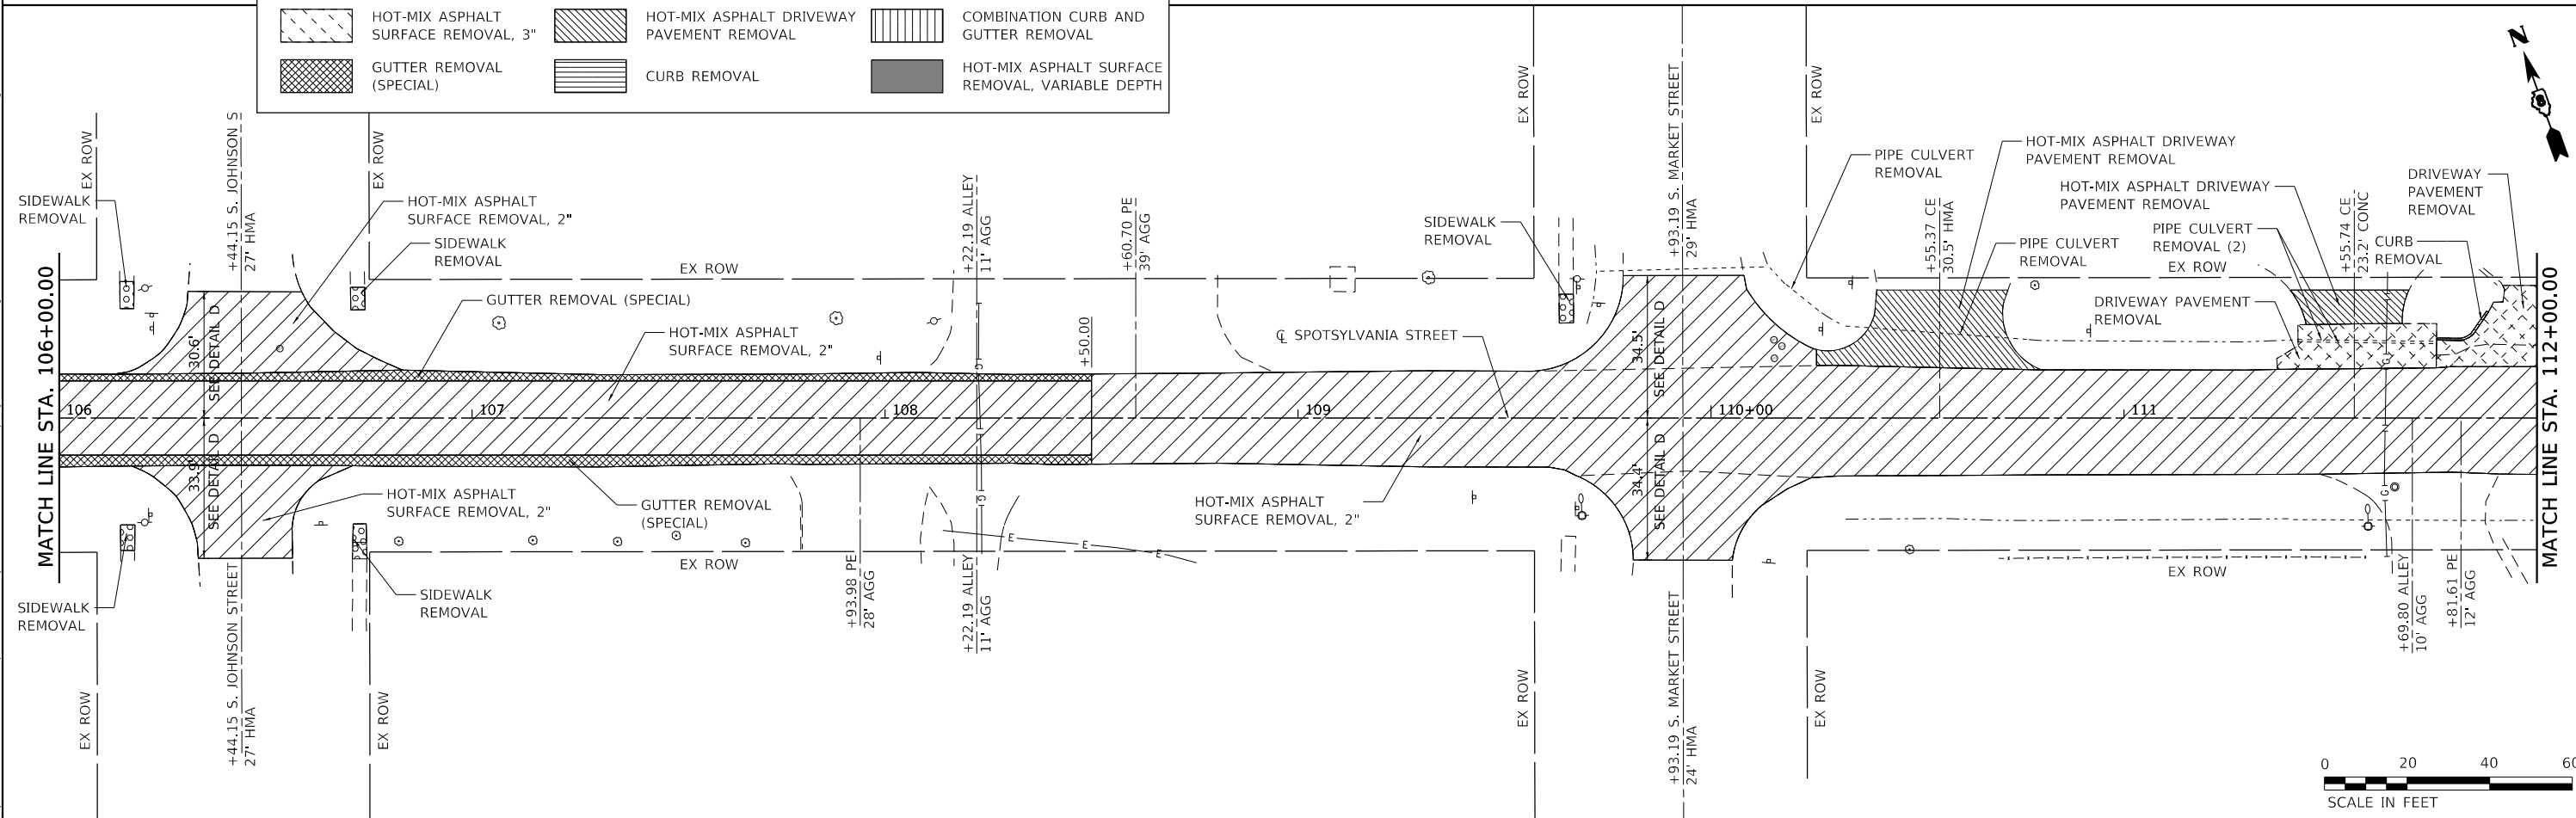 HOT-MIX ASPHALT
SURFACE REMOVAL, 3"
HOT-MIX ASPHALT DRIVEWAY
PAVEMENT REMOVAL
COMBINATION CURB AND
GUTTER REMOVAL
GUTTER REMOVAL
(SPECIAL)
CURB REMOVAL
HOT-MIX ASPHALT SURFACE
REMOVAL, VARIABLE DEPTH
N
EX ROW
+44.15 S. JOHNSON S
27' HMA
EX ROW
SIDEWALK
REMOVAL
HOT-MIX ASPHALT
SURFACE REMOVAL, 2"
SIDEWALK
REMOVAL
EX ROW
GUTTER REMOVAL (SPECIAL)
HOT-MIX ASPHALT
SURFACE REMOVAL, 2"
+22.19 ALLEY
11' AGG
+50.00
+60.70 PE
39' AGG
SIDEWALK
REMOVAL
EX ROW
+93.19 S. MARKET STREET
29' HMA
EX ROW
℄ SPOTSYLVANIA STREET
PIPE CULVERT
REMOVAL
HOT-MIX ASPHALT DRIVEWAY
PAVEMENT REMOVAL
+55.37 CE
30.5' HMA
PIPE CULVERT
REMOVAL
HOT-MIX ASPHALT DRIVEWAY
PAVEMENT REMOVAL
PIPE CULVERT
REMOVAL (2)
EX ROW
+55.74 CE
23.2' CONC
DRIVEWAY
PAVEMENT
REMOVAL
CURB
REMOVAL
DRIVEWAY PAVEMENT
REMOVAL
MATCH LINE STA. 106+00.00
30.6'
SEE DETAIL D
33.9'
SEE DETAIL D
34.5'
SEE DETAIL D
34.4'
SEE DETAIL D
106
107
108
109
110+00
111
MATCH LINE STA. 112+00.00
G
G
G
G
HOT-MIX ASPHALT
SURFACE REMOVAL, 2"
GUTTER REMOVAL
(SPECIAL)
HOT-MIX ASPHALT
SURFACE REMOVAL, 2"
E
E
E
SIDEWALK
REMOVAL
SIDEWALK
REMOVAL
EX ROW
EX ROW
+44.15 S. JOHNSON STREET
27' HMA
EX ROW
EX ROW
+93.98 PE
28' AGG
+22.19 ALLEY
11' AGG
EX ROW
+93.19 S. MARKET STREET
24' HMA
EX ROW
+69.80 ALLEY
10' AGG
+81.61 PE
12' AGG
0 20 40 60
SCALE IN FEET